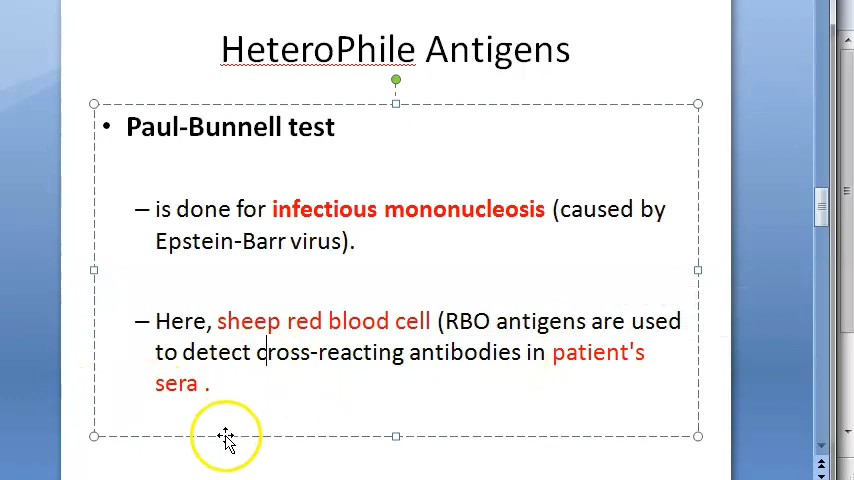 HeteroPhile Antigens
• Paul-Bunnell test
– is done for infectious mononucleosis (caused by
Epstein-Barr virus).
– Here, sheep red blood cell (RBO antigens are used
to detect cross-reacting antibodies in patient's
sera .